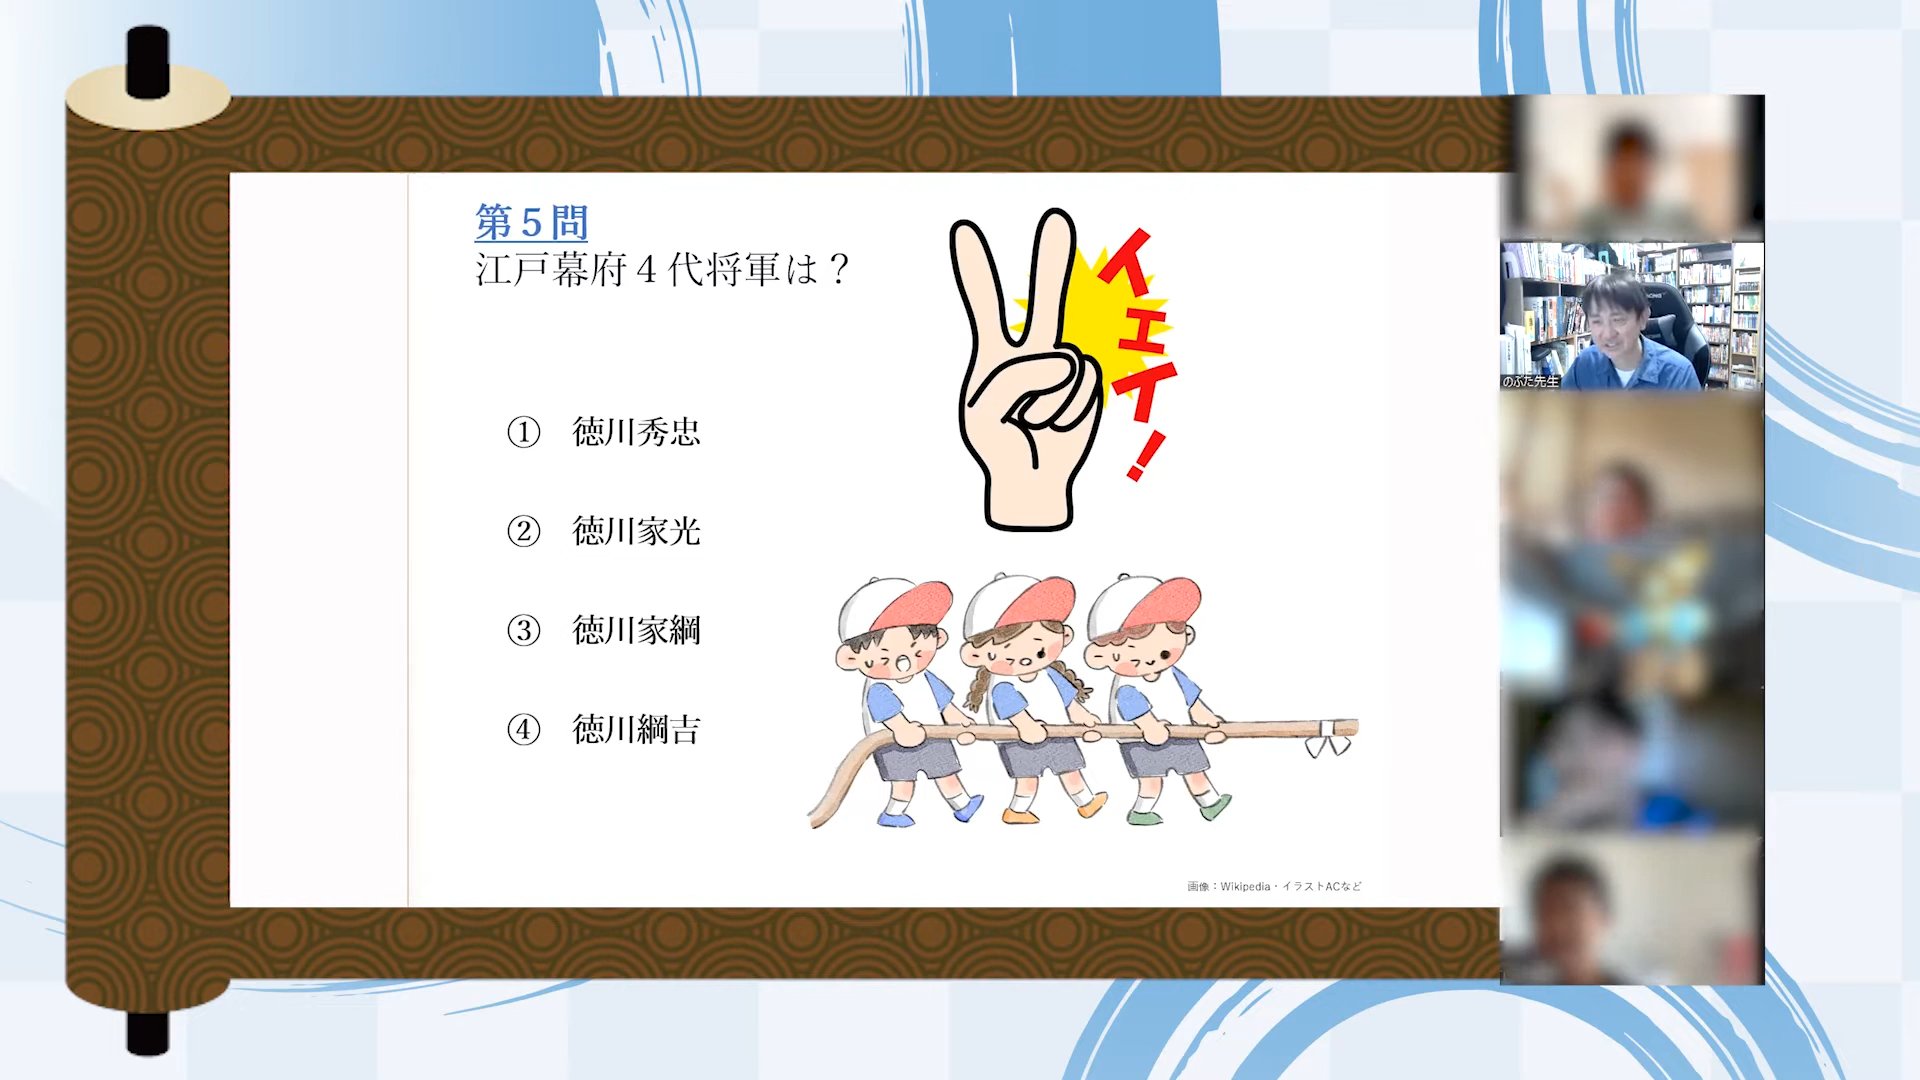 第５問
江戸幕府４代将軍は？
① 徳川秀忠
② 徳川家光
③ 徳川家綱
④ 徳川綱吉
イェイ！
画像：Wikipedia・イラストACなど
のぶた先生